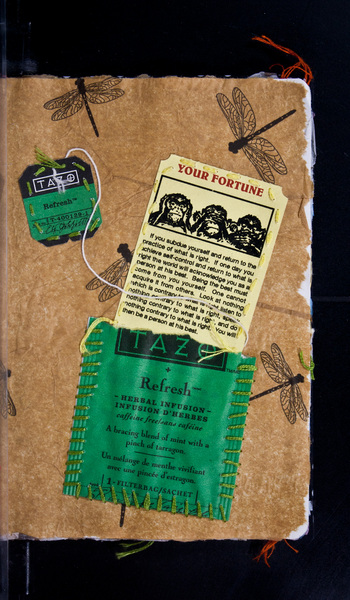 TAZO
Refresh™
YOUR FORTUNE
If you subdue yourself and return to the
practice of what is right. If one day you
achieve self-control and return to what is
right the world will acknowledge you as a
person at his best. Being the best must
come from you yourself. One cannot
acquire it from others. Look at nothing
which is contrary to what is right, listen to
nothing contrary to what is right, and do
nothing contrary to what is right. You will
then be a person at his best.
TAZO
Refresh™
- HERBAL INFUSION -
INFUSION D'HERBES
caffeine free/sans caféine
A bracing blend of mint with a
pinch of tarragon.
Un mélange de menthe vivifiant
avec une pincée d'estragon.
1 - FILTERBAG/SACHET